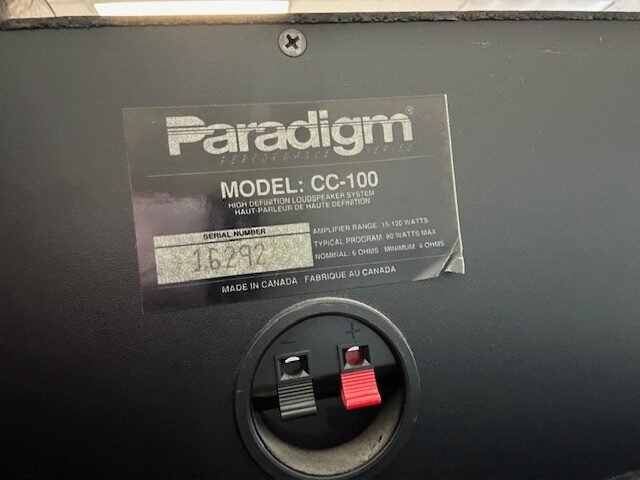 Paradigm®
PERFORMANCE SERIES
MODEL: CC-100
HIGH DEFINITION LOUDSPEAKER SYSTEM
HAUT-PARLEUR DE HAUTE DEFINITION
SERIAL NUMBER
16292
AMPLIFIER RANGE: 15-120 WATTS
TYPICAL PROGRAM 80 WATTS MAX.
NOMINAL: 6 OHMS MINIMUM 4 OHMS
MADE IN CANADA FABRIQUE AU CANADA
- +